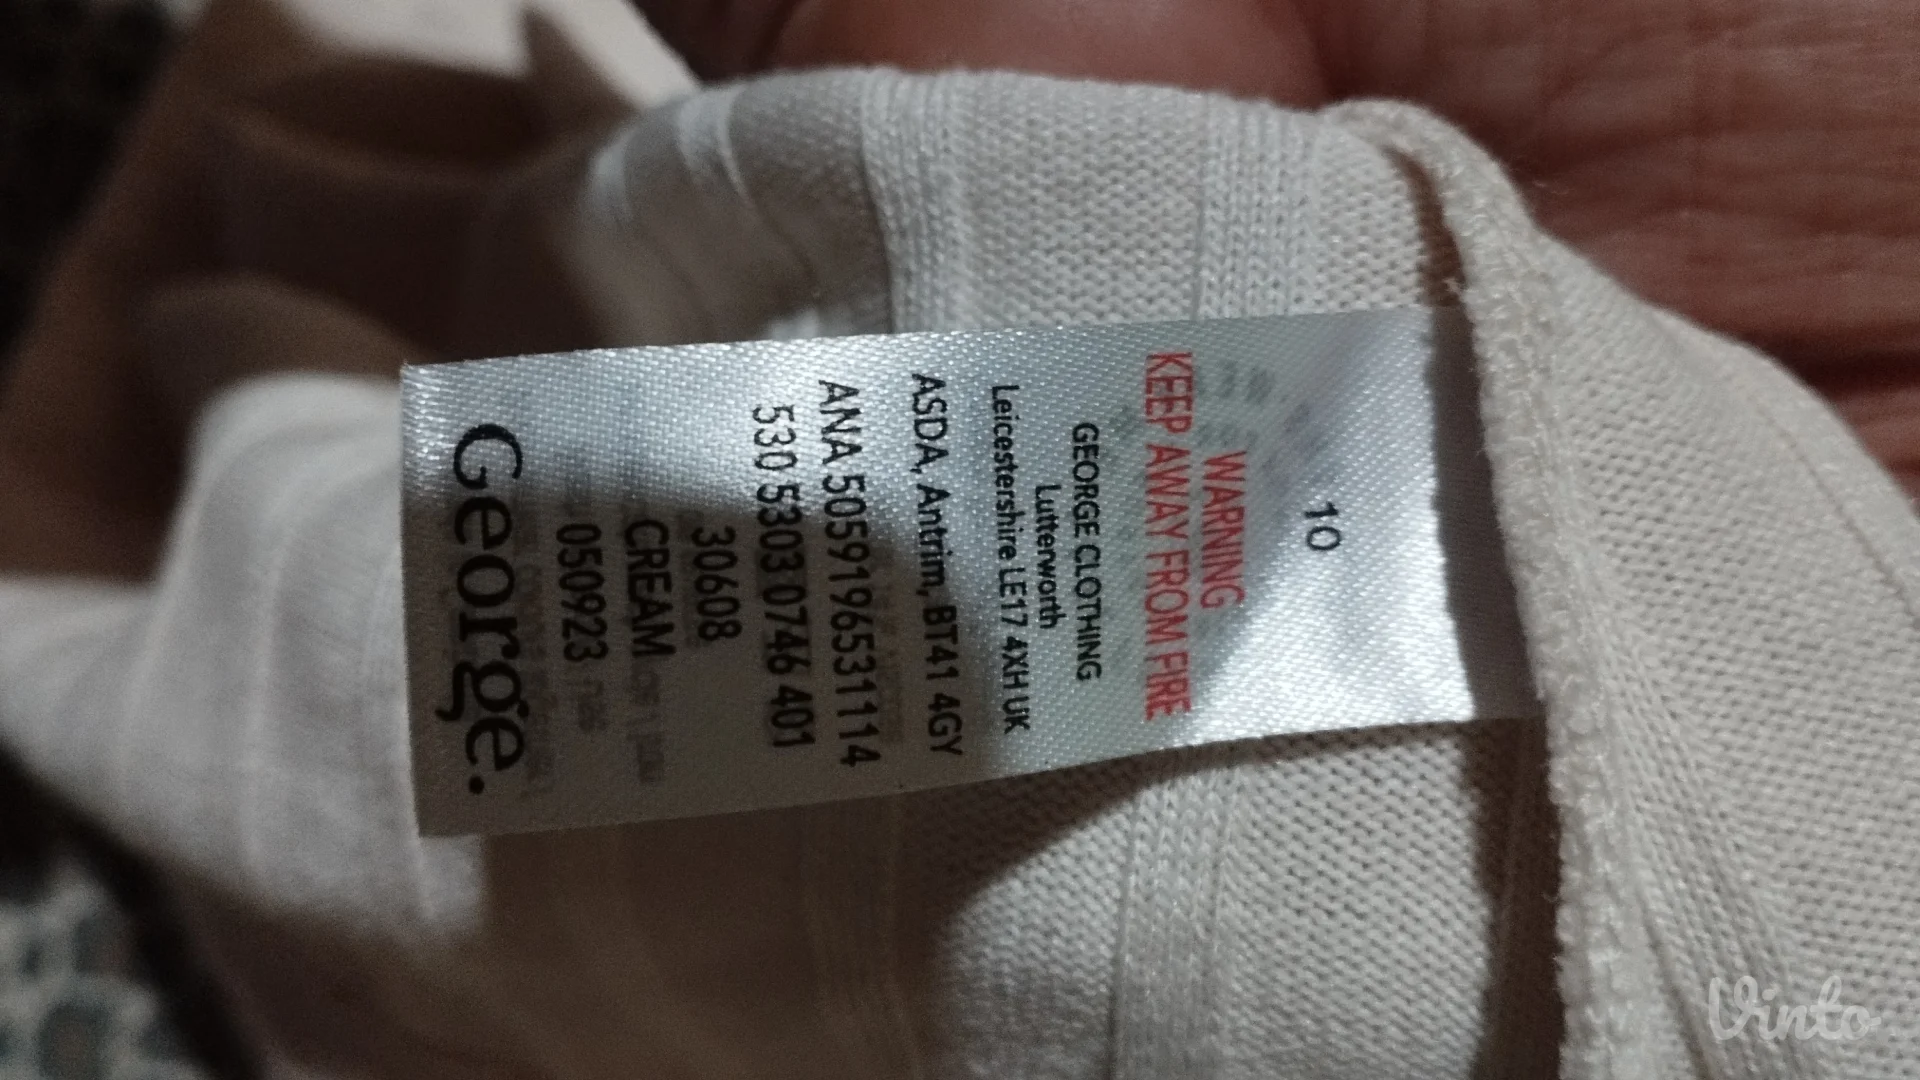 10
WARNING
KEEP AWAY FROM FIRE
GEORGE CLOTHING
Lutterworth
Leicestershire LE17 4XH UK
ASDA, Antrim, BT41 4GY
ANA 5059196531114
530 5303 0746 401
30608
CREAM
050923
George.
Vinto